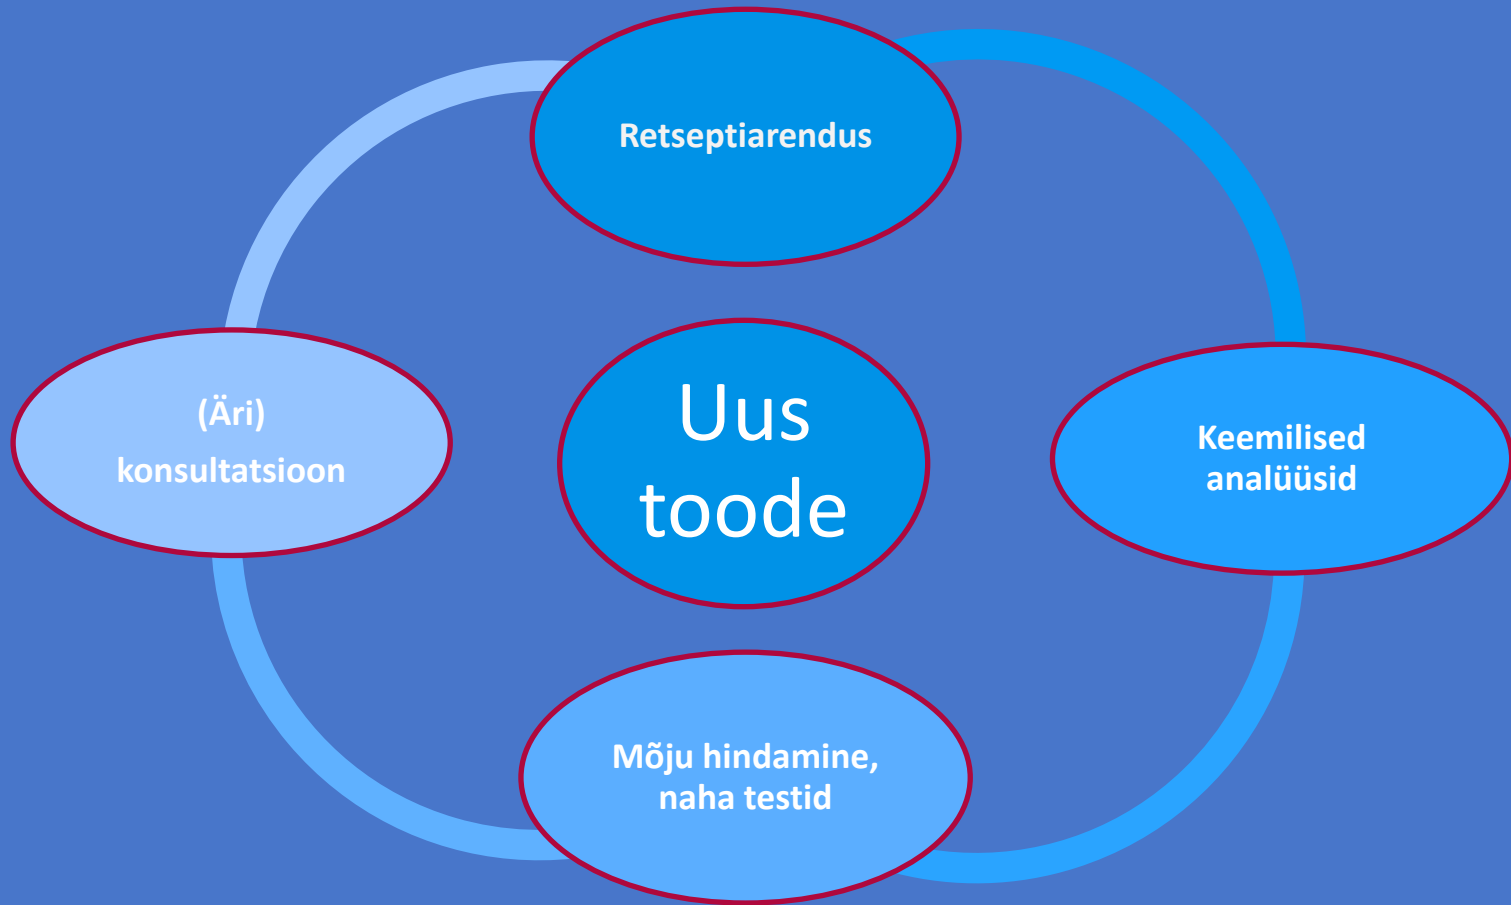 Retseptiarendus
(Äri)
konsultatsioon
Uus
toode
Keemilised
analüüsid
Mõju hindamine,
naha testid